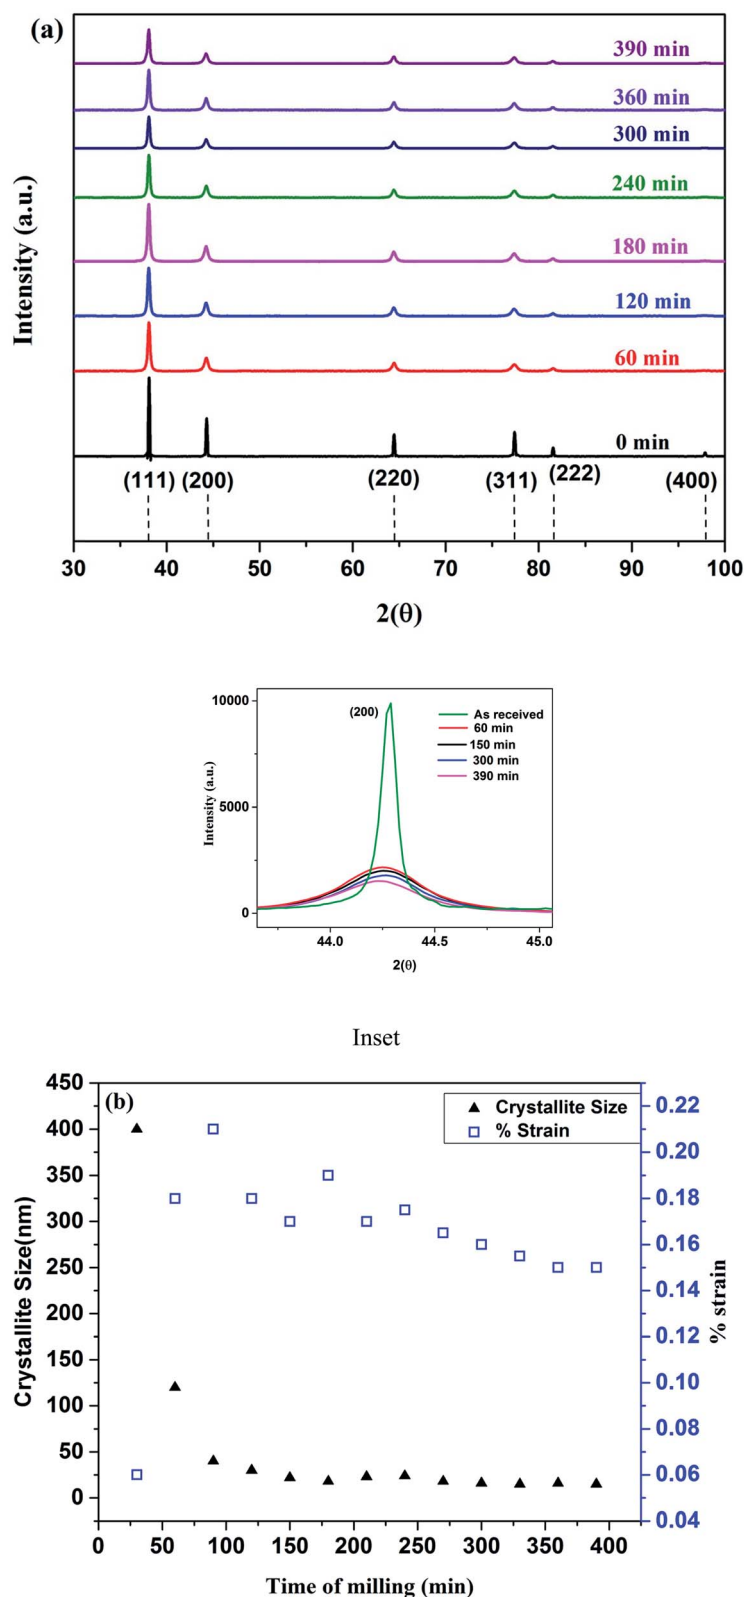 (a)
390 min
360 min
300 min
240 min
180 min
120 min
60 min
0 min
Intensity (a.u.)
(111) (200) (220) (311) (222) (400)
30 40 50 60 70 80 90 100
2(θ)
10000
5000
0
Intensity (a.u.)
(200)
As received
60 min
150 min
300 min
390 min
44.0 44.5 45.0
2(θ)
Inset
(b)
Crystallite Size
% Strain
450
400
350
300
250
200
150
100
50
0
Crystallite Size(nm)
0.22
0.20
0.18
0.16
0.14
0.12
0.10
0.08
0.06
0.04
% strain
0 50 100 150 200 250 300 350 400
Time of milling (min)